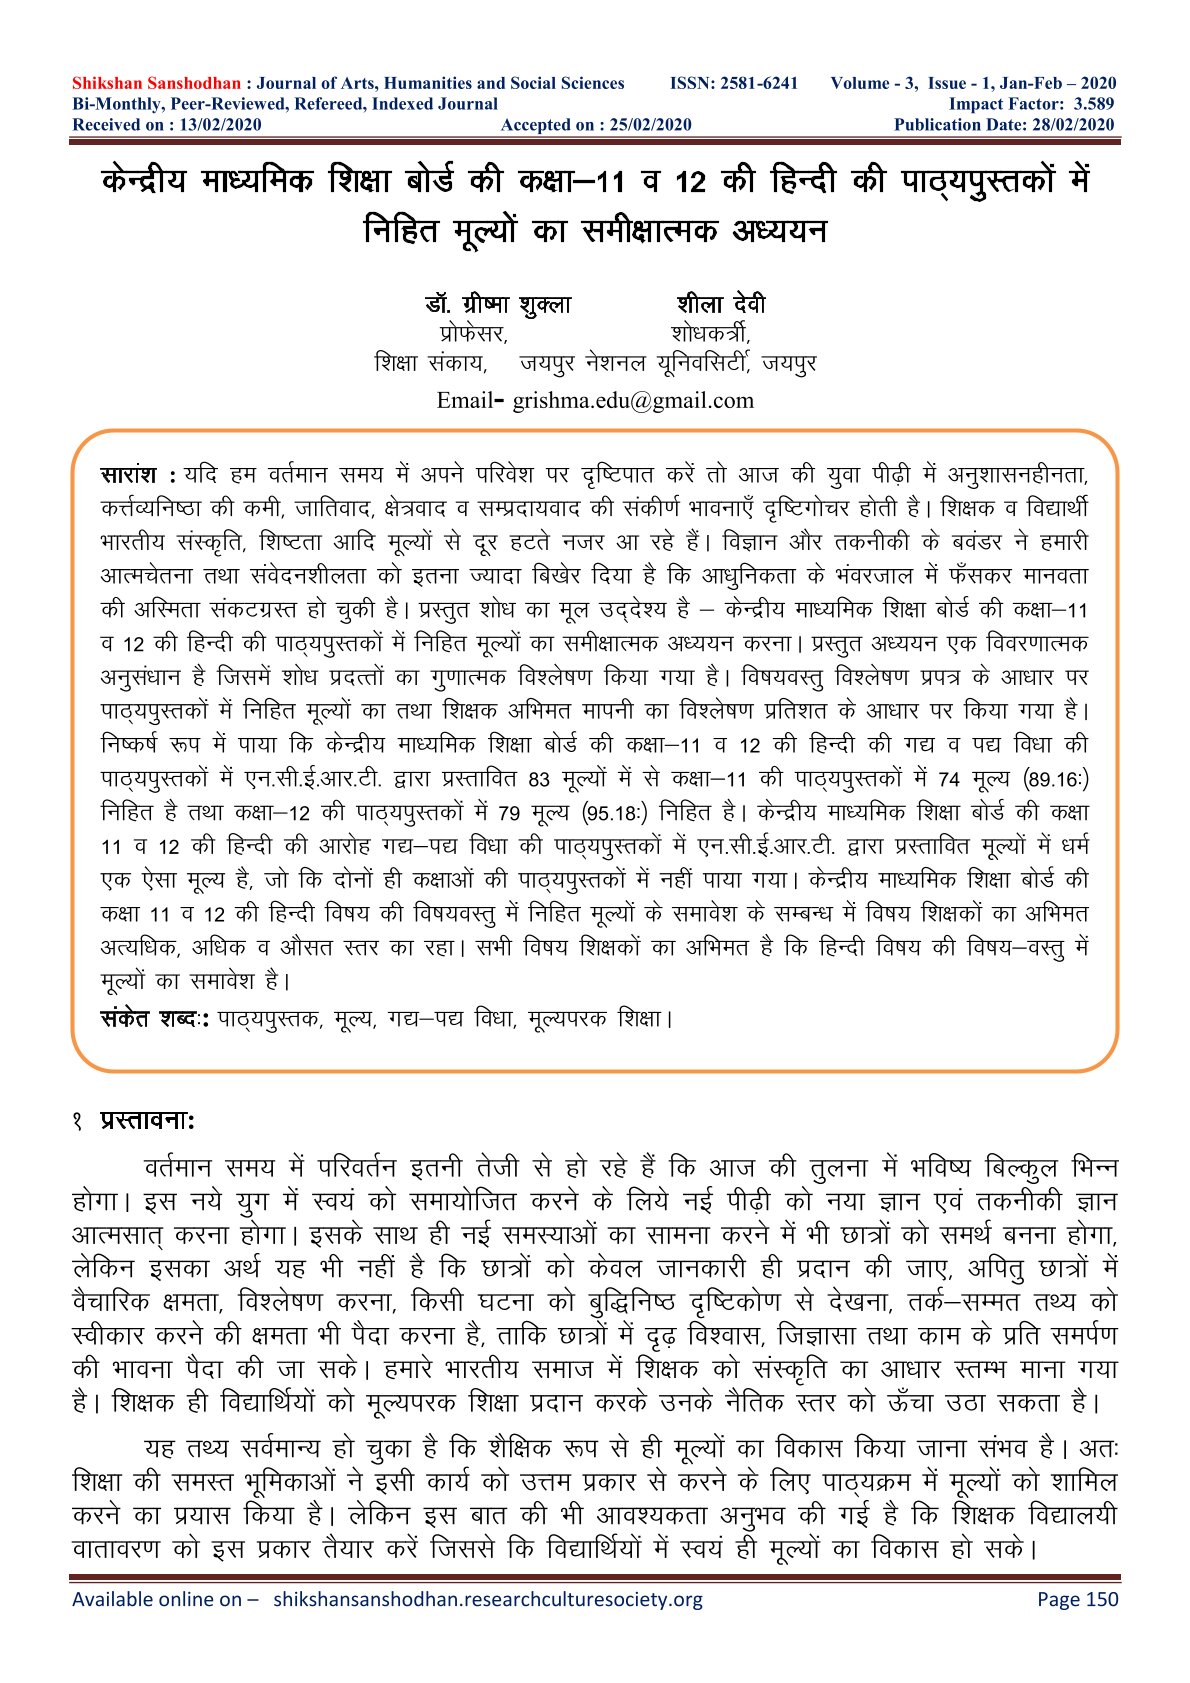 Shikshan Sanshodhan : Journal of Arts, Humanities and Social Sciences ISSN: 2581-6241 Volume - 3, Issue - 1, Jan-Feb – 2020
Bi-Monthly, Peer-Reviewed, Refereed, Indexed Journal Impact Factor: 3.589
Received on : 13/02/2020 Accepted on : 25/02/2020 Publication Date: 28/02/2020
केन्द्रीय माध्यमिक शिक्षा बोर्ड की कक्षा–11 व 12 की हिन्दी की पाठ्यपुस्तकों में
निहित मूल्यों का समीक्षात्मक अध्ययन
डॉ. ग्रीष्मा शुक्ला शीला देवी
प्रोफेसर, शोधकर्त्री,
शिक्षा संकाय, जयपुर नेशनल यूनिवर्सिटी, जयपुर
Email- grishma.edu@gmail.com
सारांश : यदि हम वर्तमान समय में अपने परिवेश पर दृष्टिपात करें तो आज की युवा पीढ़ी में अनुशासनहीनता,
कर्त्तव्यनिष्ठा की कमी, जातिवाद, क्षेत्रवाद व सम्प्रदायवाद की संकीर्ण भावनाएँ दृष्टिगोचर होती है। शिक्षक व विद्यार्थी
भारतीय संस्कृति, शिष्टता आदि मूल्यों से दूर हटते नजर आ रहे हैं। विज्ञान और तकनीकी के बवंडर ने हमारी
आत्मचेतना तथा संवेदनशीलता को इतना ज्यादा बिखेर दिया है कि आधुनिकता के भंवरजाल में फँसकर मानवता
की अस्मिता संकटग्रस्त हो चुकी है। प्रस्तुत शोध का मूल उद्देश्य है – केन्द्रीय माध्यमिक शिक्षा बोर्ड की कक्षा–11
व 12 की हिन्दी की पाठ्यपुस्तकों में निहित मूल्यों का समीक्षात्मक अध्ययन करना। प्रस्तुत अध्ययन एक विवरणात्मक
अनुसंधान है जिसमें शोध प्रदत्तों का गुणात्मक विश्लेषण किया गया है। विषयवस्तु विश्लेषण प्रपत्र के आधार पर
पाठ्यपुस्तकों में निहित मूल्यों का तथा शिक्षक अभिमत मापनी का विश्लेषण प्रतिशत के आधार पर किया गया है।
निष्कर्ष रूप में पाया कि केन्द्रीय माध्यमिक शिक्षा बोर्ड की कक्षा–11 व 12 की हिन्दी की गद्य व पद्य विधा की
पाठ्यपुस्तकों में एन.सी.ई.आर.टी. द्वारा प्रस्तावित 83 मूल्यों में से कक्षा–11 की पाठ्यपुस्तकों में 74 मूल्य (89.16ः)
निहित है तथा कक्षा–12 की पाठ्यपुस्तकों में 79 मूल्य (95.18ः) निहित है। केन्द्रीय माध्यमिक शिक्षा बोर्ड की कक्षा
11 व 12 की हिन्दी की आरोह गद्य–पद्य विधा की पाठ्यपुस्तकों में एन.सी.ई.आर.टी. द्वारा प्रस्तावित मूल्यों में धर्म
एक ऐसा मूल्य है, जो कि दोनों ही कक्षाओं की पाठ्यपुस्तकों में नहीं पाया गया। केन्द्रीय माध्यमिक शिक्षा बोर्ड की
कक्षा 11 व 12 की हिन्दी विषय की विषयवस्तु में निहित मूल्यों के समावेश के सम्बन्ध में विषय शिक्षकों का अभिमत
अत्यधिक, अधिक व औसत स्तर का रहा। सभी विषय शिक्षकों का अभिमत है कि हिन्दी विषय की विषय–वस्तु में
मूल्यों का समावेश है।
संकेत शब्दः: पाठ्यपुस्तक, मूल्य, गद्य–पद्य विधा, मूल्यपरक शिक्षा।
१ प्रस्तावना:
वर्तमान समय में परिवर्तन इतनी तेजी से हो रहे हैं कि आज की तुलना में भविष्य बिल्कुल भिन्न
होगा। इस नये युग में स्वयं को समायोजित करने के लिये नई पीढ़ी को नया ज्ञान एवं तकनीकी ज्ञान
आत्मसात् करना होगा। इसके साथ ही नई समस्याओं का सामना करने में भी छात्रों को समर्थ बनना होगा,
लेकिन इसका अर्थ यह भी नहीं है कि छात्रों को केवल जानकारी ही प्रदान की जाए, अपितु छात्रों में
वैचारिक क्षमता, विश्लेषण करना, किसी घटना को बुद्धिनिष्ठ दृष्टिकोण से देखना, तर्क–सम्मत तथ्य को
स्वीकार करने की क्षमता भी पैदा करना है, ताकि छात्रों में दृढ़ विश्वास, जिज्ञासा तथा काम के प्रति समर्पण
की भावना पैदा की जा सके। हमारे भारतीय समाज में शिक्षक को संस्कृति का आधार स्तम्भ माना गया
है। शिक्षक ही विद्यार्थियों को मूल्यपरक शिक्षा प्रदान करके उनके नैतिक स्तर को ऊँचा उठा सकता है।
यह तथ्य सर्वमान्य हो चुका है कि शैक्षिक रूप से ही मूल्यों का विकास किया जाना संभव है। अतः
शिक्षा की समस्त भूमिकाओं ने इसी कार्य को उत्तम प्रकार से करने के लिए पाठ्यक्रम में मूल्यों को शामिल
करने का प्रयास किया है। लेकिन इस बात की भी आवश्यकता अनुभव की गई है कि शिक्षक विद्यालयी
वातावरण को इस प्रकार तैयार करें जिससे कि विद्यार्थियों में स्वयं ही मूल्यों का विकास हो सके।
Available online on – shikshansanshodhan.researchculturesociety.org Page 150